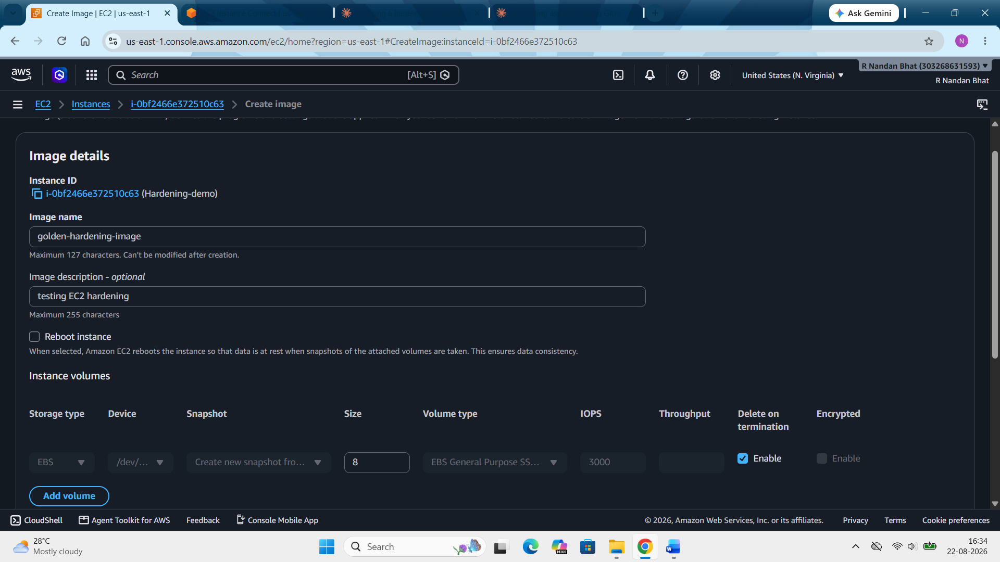 Create Image | EC2 | us-east-1
Ask Gemini
us-east-1.console.aws.amazon.com/ec2/home?region=us-east-1#CreateImage:instanceId=i-0bf2466e372510c63
N
aws
Search
[Alt+S]
United States (N. Virginia) ▼
R Nandan Bhat (303268631593) ▼
R Nandan Bhat
EC2 > Instances > i-0bf2466e372510c63 > Create image
Image details
Instance ID
i-0bf2466e372510c63 (Hardening-demo)
Image name
golden-hardening-image
Maximum 127 characters. Can't be modified after creation.
Image description - optional
testing EC2 hardening
Maximum 255 characters
Reboot instance
When selected, Amazon EC2 reboots the instance so that data is at rest when snapshots of the attached volumes are taken. This ensures data consistency.
Instance volumes
Storage type Device Snapshot Size Volume type IOPS Throughput Delete on termination Encrypted
EBS /dev/... Create new snapshot fro... 8 EBS General Purpose SS... 3000 Enable Enable
Add volume
CloudShell Agent Toolkit for AWS Feedback Console Mobile App © 2026, Amazon Web Services, Inc. or its affiliates. Privacy Terms Cookie preferences
28°C
Mostly cloudy
Search
M365
W
16:34
22-08-2026